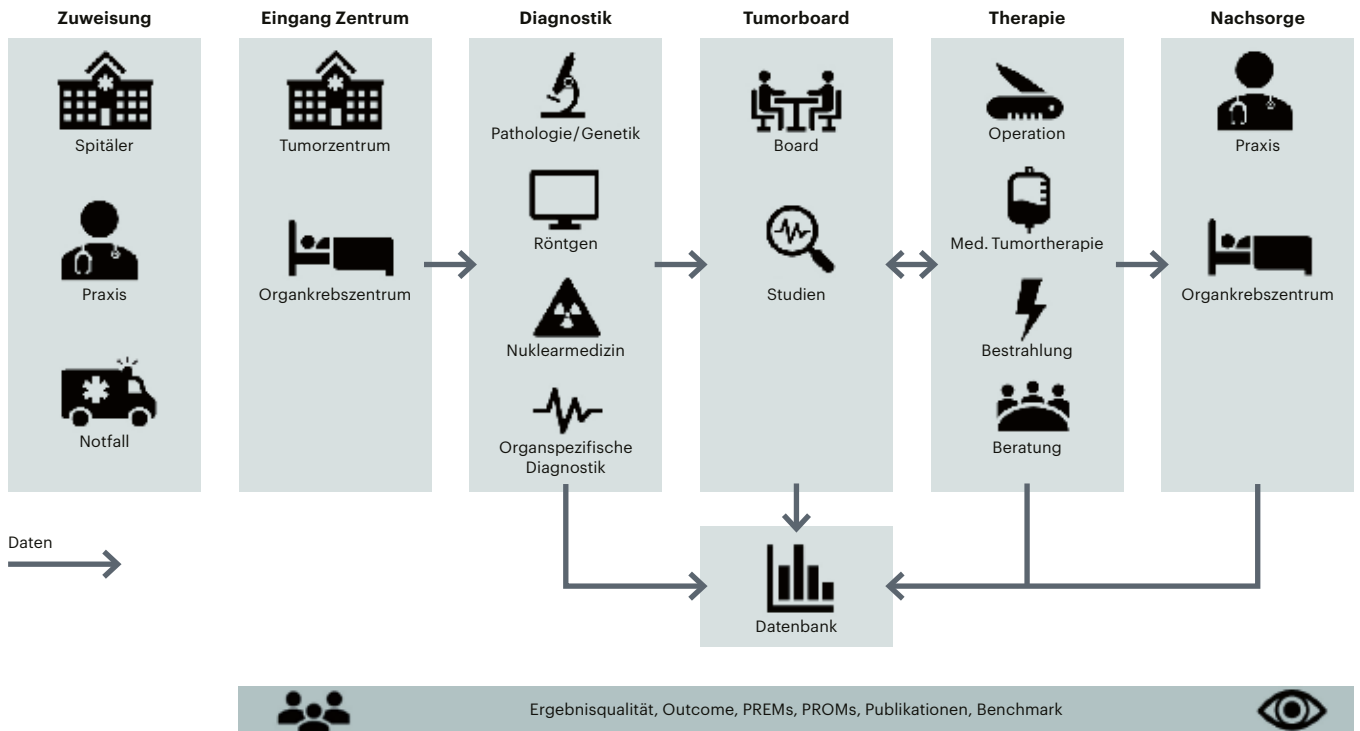 Zuweisung
Spitäler
Praxis
Notfall
Eingang Zentrum
Tumorzentrum
Organkrebszentrum
Diagnostik
Pathologie/Genetik
Röntgen
Nuklearmedizin
Organspezifische
Diagnostik
Tumorboard
Board
Studien
Therapie
Operation
Med. Tumortherapie
Bestrahlung
Beratung
Nachsorge
Praxis
Organkrebszentrum
Daten
Datenbank
Ergebnisqualität, Outcome, PREMs, PROMs, Publikationen, Benchmark